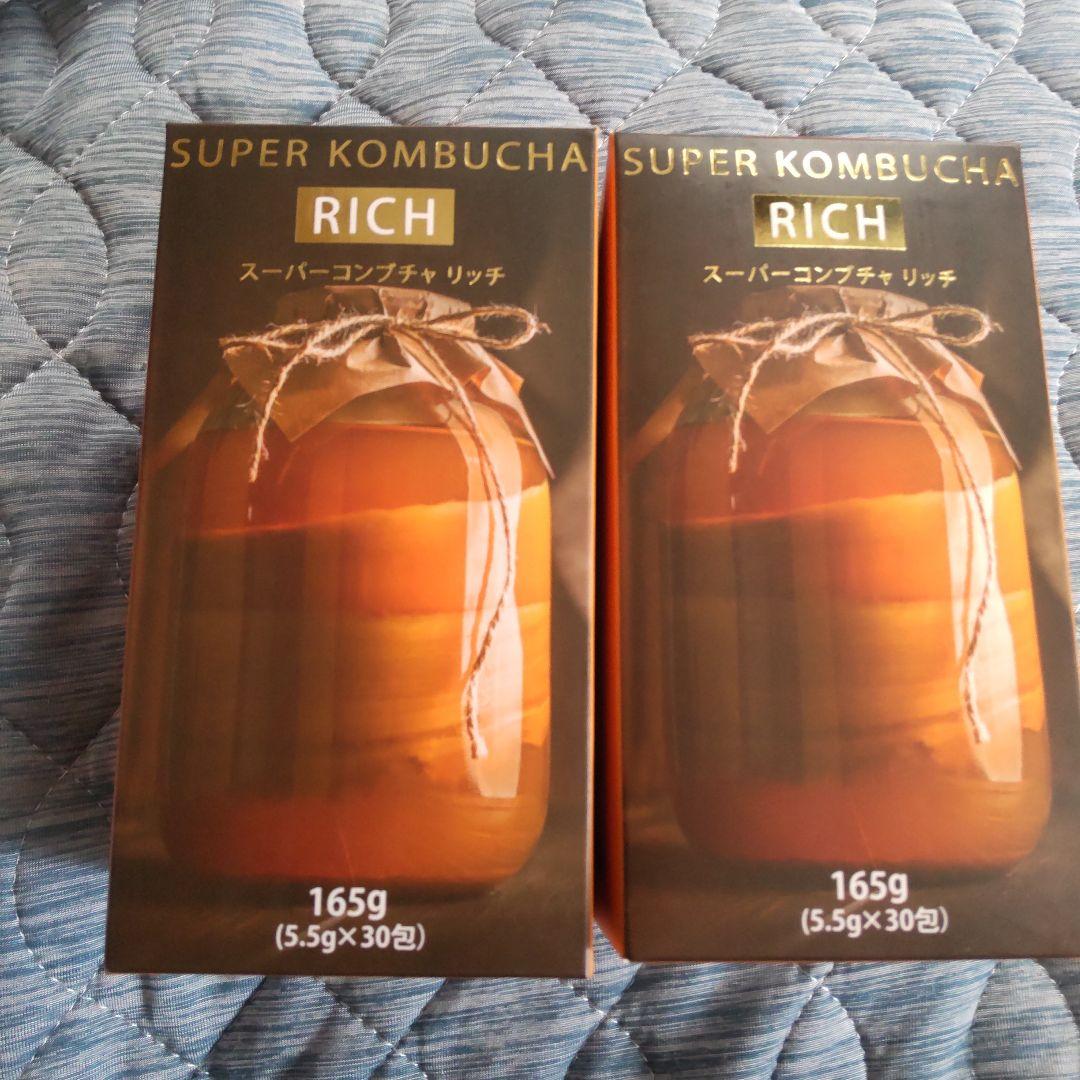 SUPER KOMBUCHA
RICH
スーパーコンブチャ リッチ
165g
(5.5g×30包)
SUPER KOMBUCHA
RICH
スーパーコンブチャ リッチ
165g
(5.5g×30包)